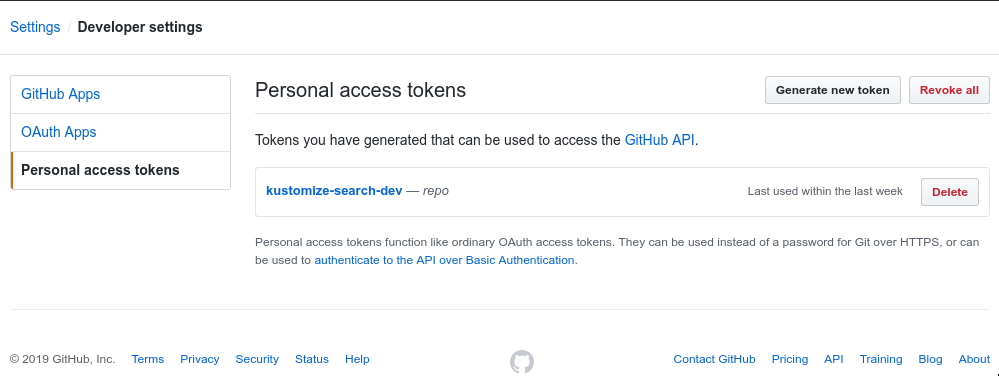 Settings / Developer settings
GitHub Apps
OAuth Apps
Personal access tokens
Personal access tokens
Generate new token
Revoke all
Tokens you have generated that can be used to access the GitHub API.
kustomize-search-dev — repo
Last used within the last week
Delete
Personal access tokens function like ordinary OAuth access tokens. They can be used instead of a password for Git over HTTPS, or can
be used to authenticate to the API over Basic Authentication.
© 2019 GitHub, Inc. Terms Privacy Security Status Help
Contact GitHub Pricing API Training Blog About